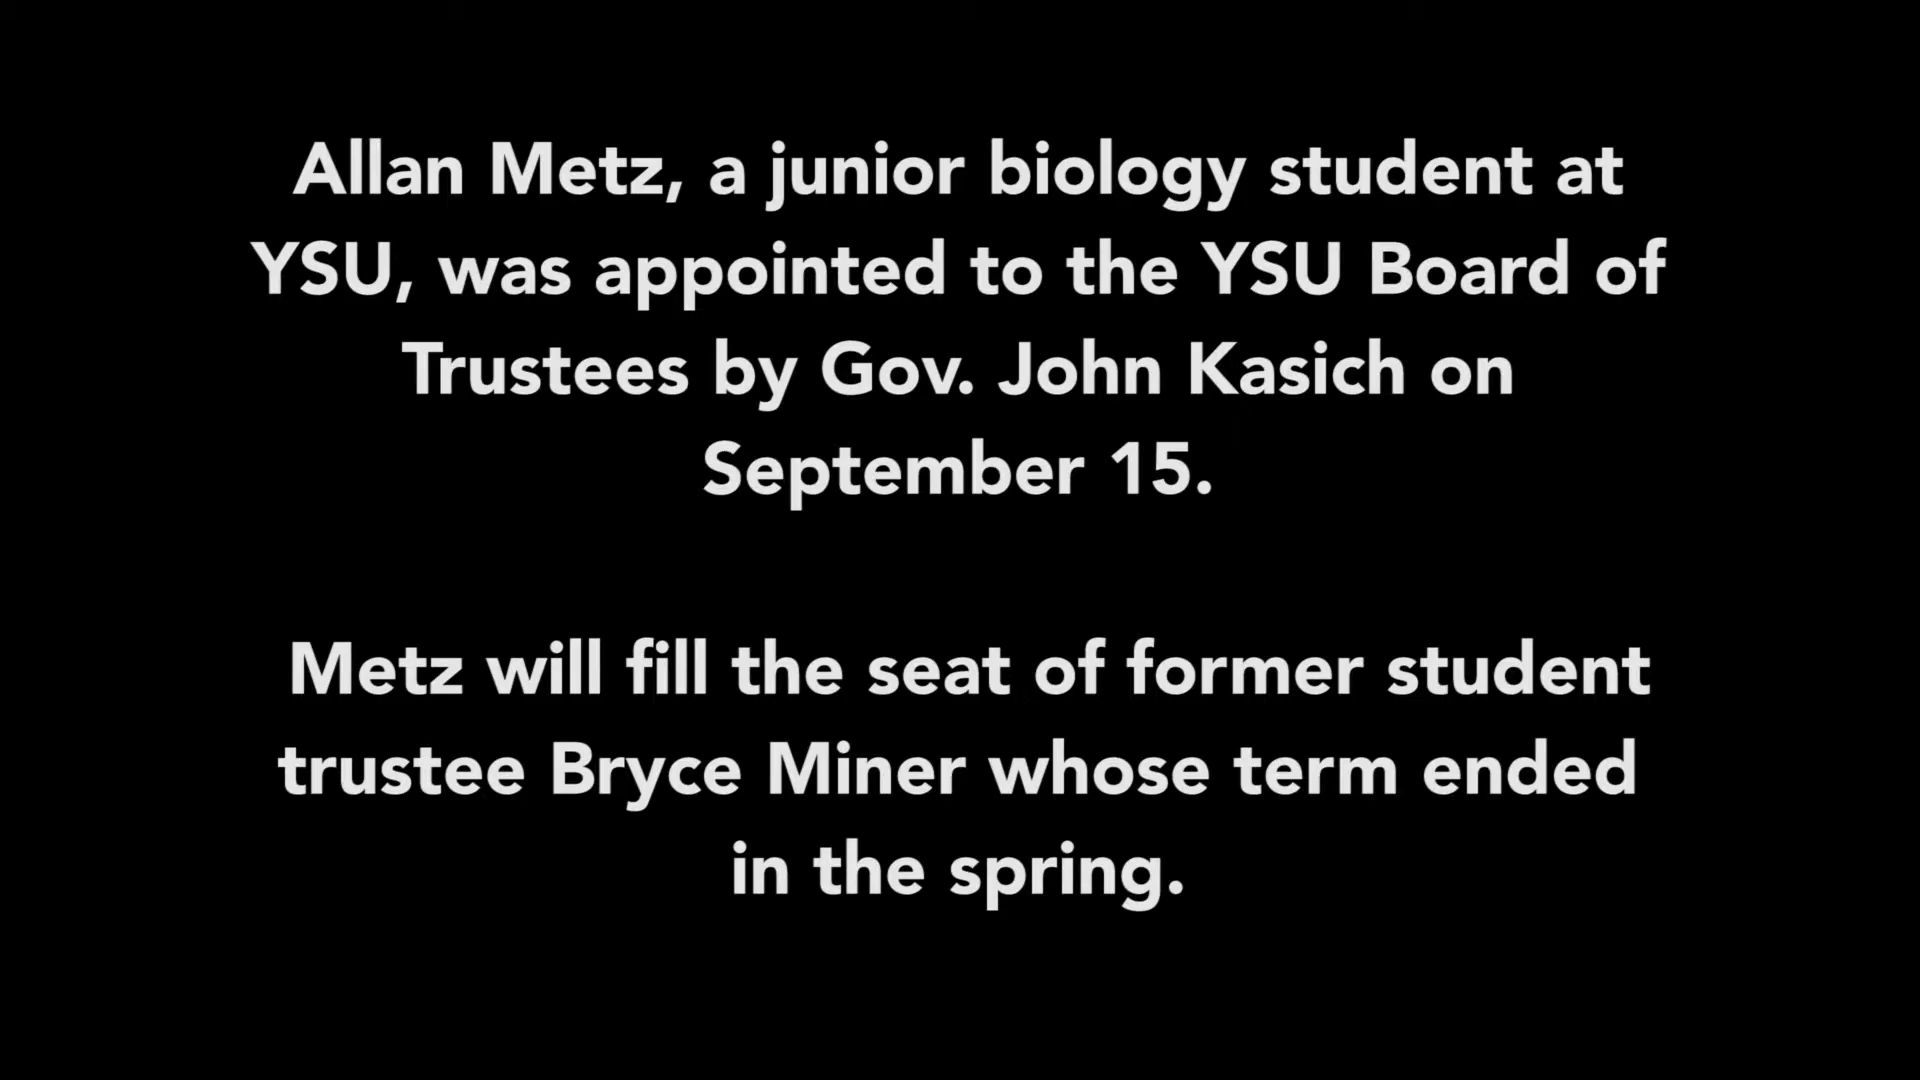 Allan Metz, a junior biology student at
YSU, was appointed to the YSU Board of
Trustees by Gov. John Kasich on
September 15.
Metz will fill the seat of former student
trustee Bryce Miner whose term ended
in the spring.